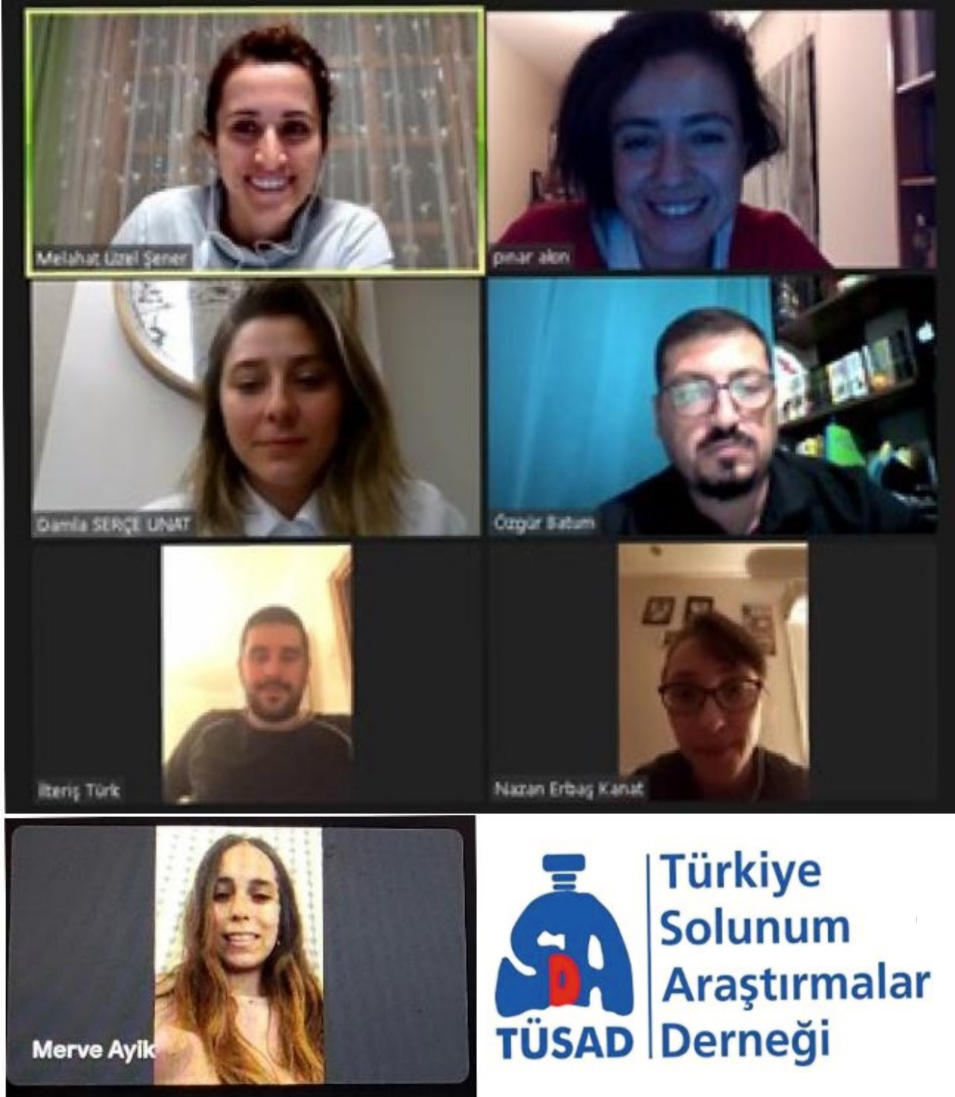 Melahat Uzel Şener
pınar akın
Damla SERÇE UNAT
Özgür Batum
İlteriş Türk
Nazan Erbaş Kanat
Merve Ayik
SDA
TÜSAD
Türkiye
Solunum
Araştırmalar
Derneği